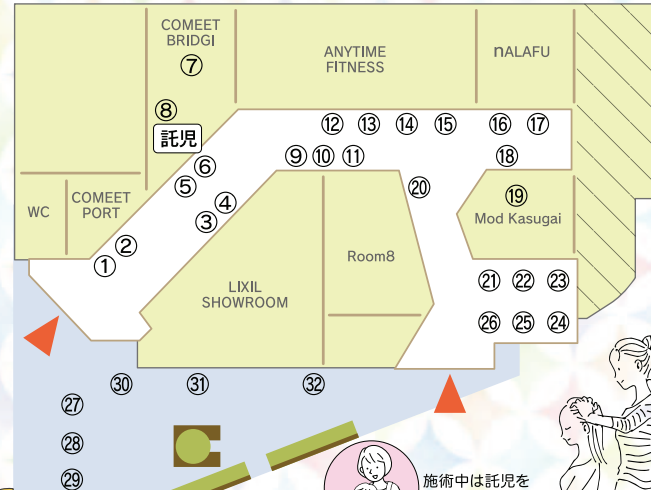 COMEET
BRIDGI
⑦
ANYTIME
FITNESS
nALAFU
⑧
託児
⑫ ⑬ ⑭ ⑮ ⑯ ⑰
⑨ ⑩ ⑪
⑱
⑥
⑤
⑳
⑲
Mod Kasugai
WC
COMEET
PORT
④
③
②
①
Room8
LIXIL
SHOWROOM
㉑ ㉒ ㉓
㉖ ㉕ ㉔
㉚ ㉛ ㉜
㉗
㉘
㉙
施術中は託児を